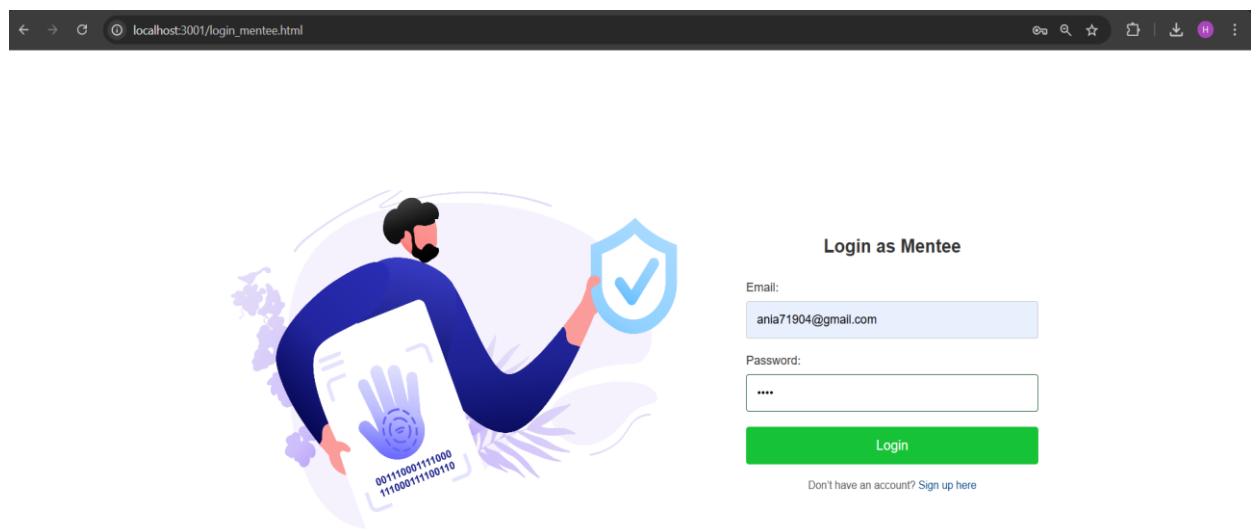 localhost:3001/login_mentee.html
H
Login as Mentee
Email:
ania71904@gmail.com
Password:
••••
Login
Don't have an account? Sign up here
001110001111000
111000111100110